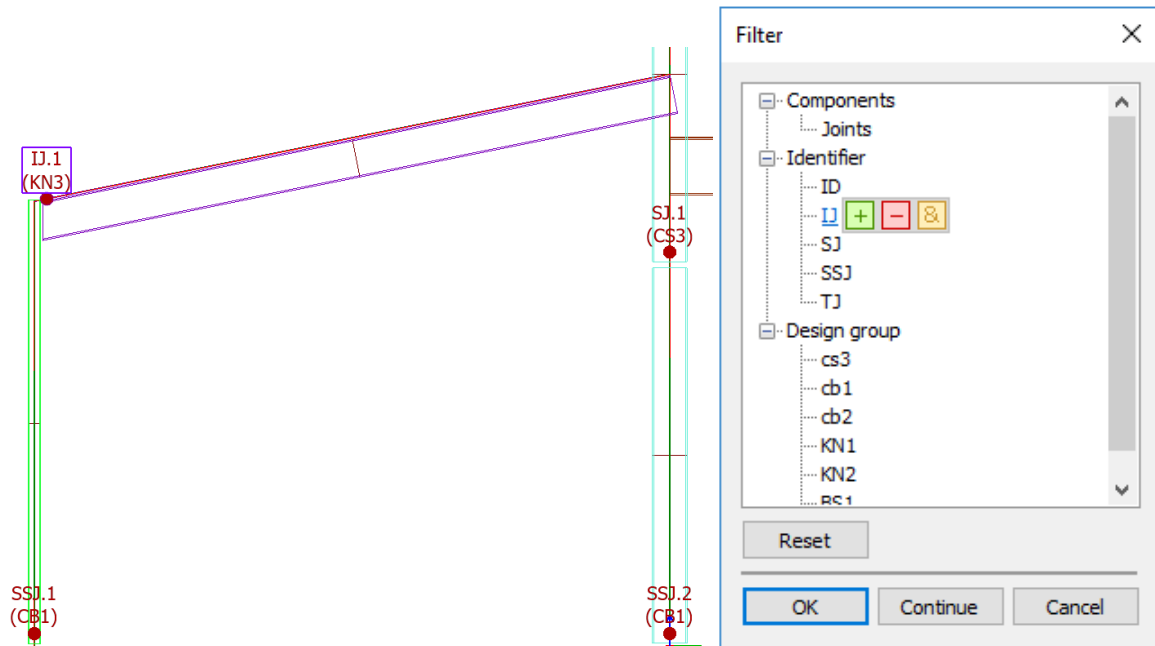 IJ.1
(KN3)
SJ.1
(CS3)
SSJ.1
(CB1)
SSJ.2
(CB1)
Filter
Components
Joints
Identifier
ID
IJ + − &
SJ
SSJ
TJ
Design group
cs3
cb1
cb2
KN1
KN2
BS1
Reset
OK Continue Cancel